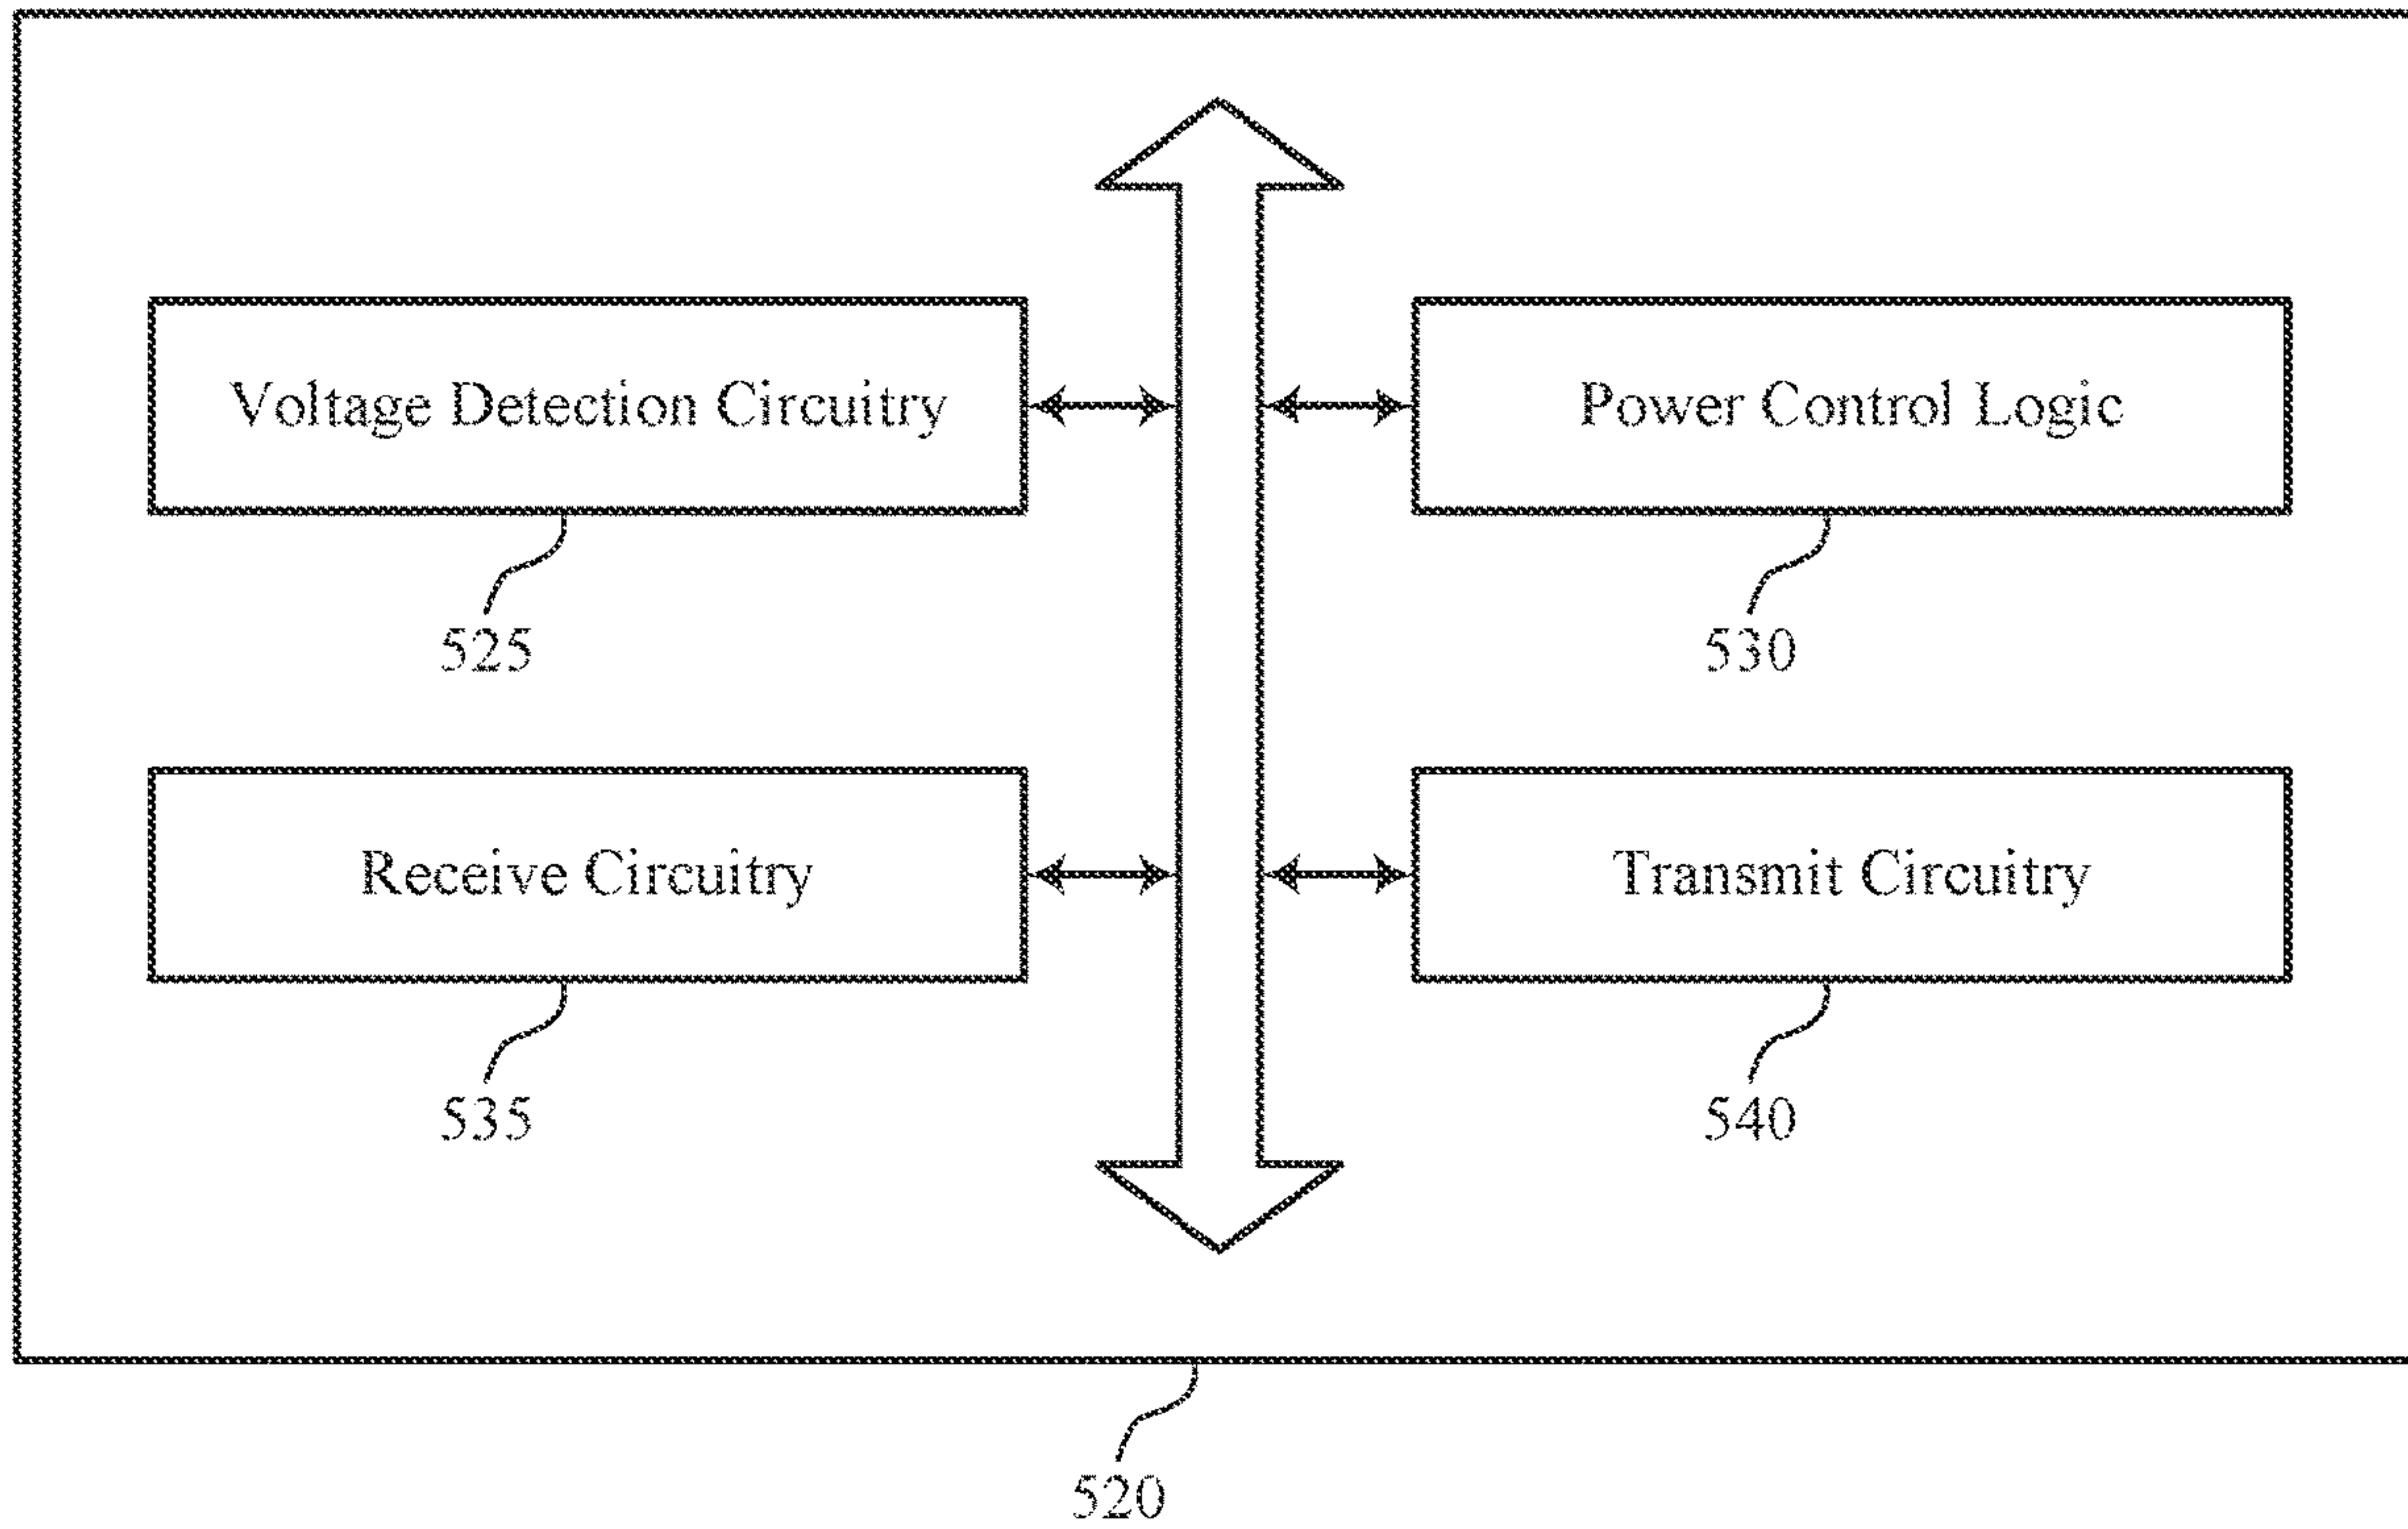 Voltage Detection Circuitry
Power Control Logic
525
530
Receive Circuitry
Transmit Circuitry
535
540
520